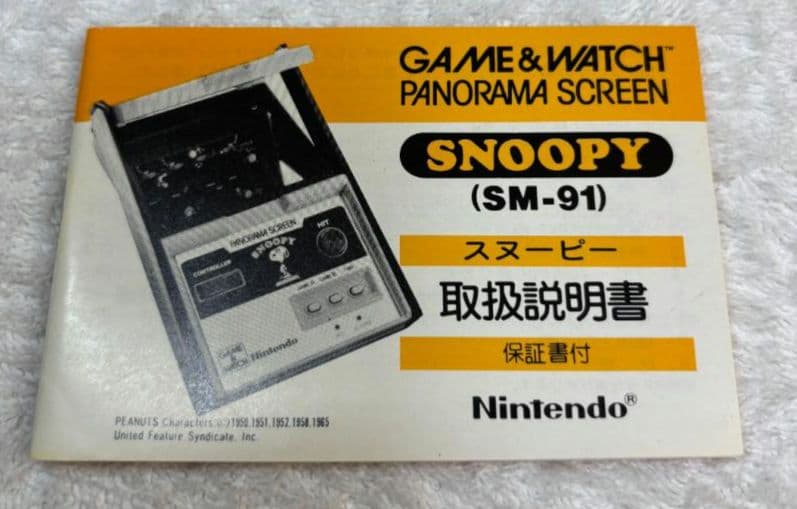 GAME & WATCH™
PANORAMA SCREEN
SNOOPY
(SM-91)
スヌーピー
取扱説明書
保証書付
Nintendo®
PANORAMA SCREEN
SNOOPY
HIT
CONTROLLER
GAME
&
WATCH Nintendo
PEANUTS Characters © 1950, 1951, 1952, 1958, 1965
United Feature Syndicate, Inc.